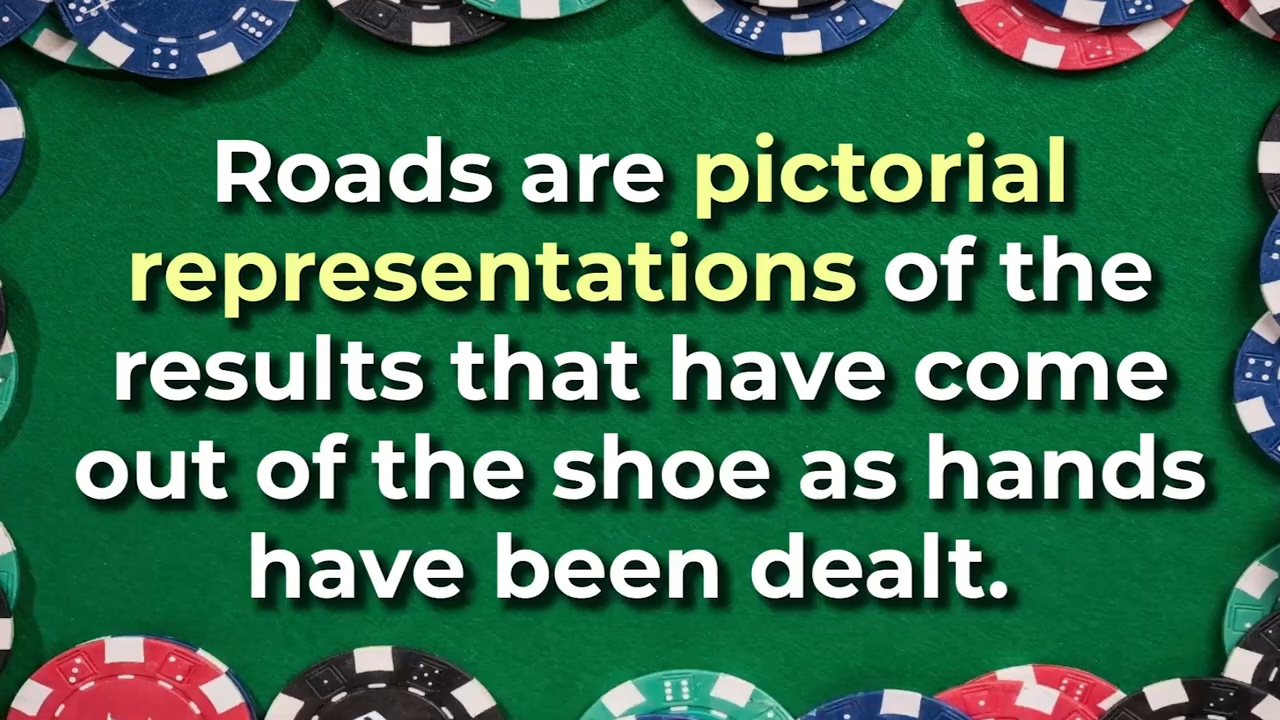 Roads are pictorial
representations of the
results that have come
out of the shoe as hands
have been dealt.